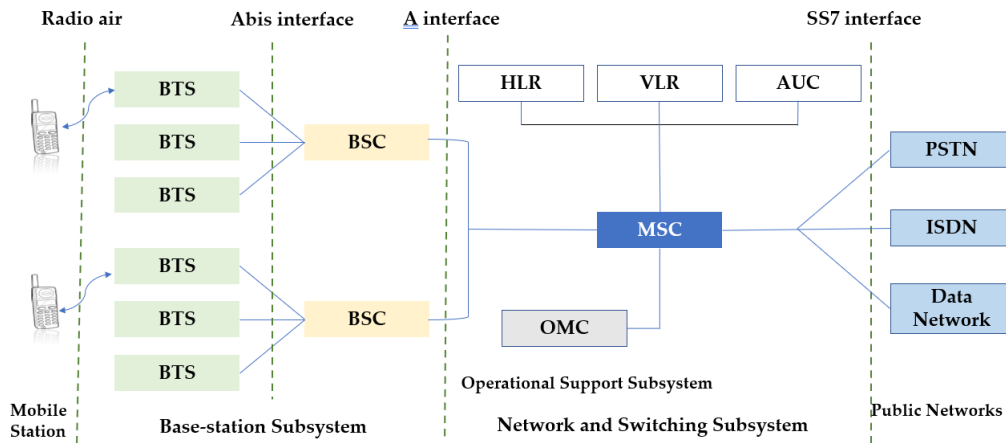 Radio air
Abis interface
A interface
SS7 interface
HLR
VLR
AUC
BTS
BTS
BTS
BSC
PSTN
MSC
ISDN
BTS
BTS
BTS
BSC
OMC
Data
Network
Operational Support Subsystem
Mobile
Station
Base-station Subsystem
Network and Switching Subsystem
Public Networks